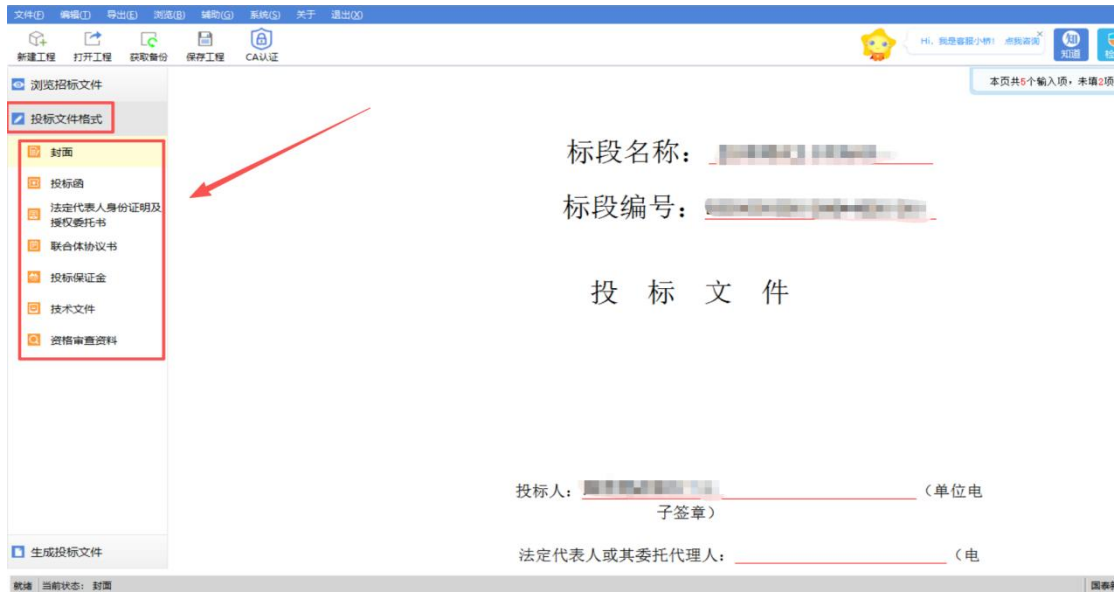 文件(F) 编辑(T) 导出(E) 浏览(B) 辅助(G) 系统(S) 关于 退出(X)
新建工程 打开工程 获取备份 保存工程 CA认证
Hi，我是客服小桥！ 点我咨询
知
知道
浏览招标文件
本页共5个输入项，未填2项
投标文件格式
封面
投标函
法定代表人身份证明及
授权委托书
联合体协议书
投标保证金
技术文件
资格审查资料
标段名称：
标段编号：
投 标 文 件
投标人： （单位电
子签章）
法定代表人或其委托代理人： （电
生成投标文件
就绪 当前状态：封面
国泰